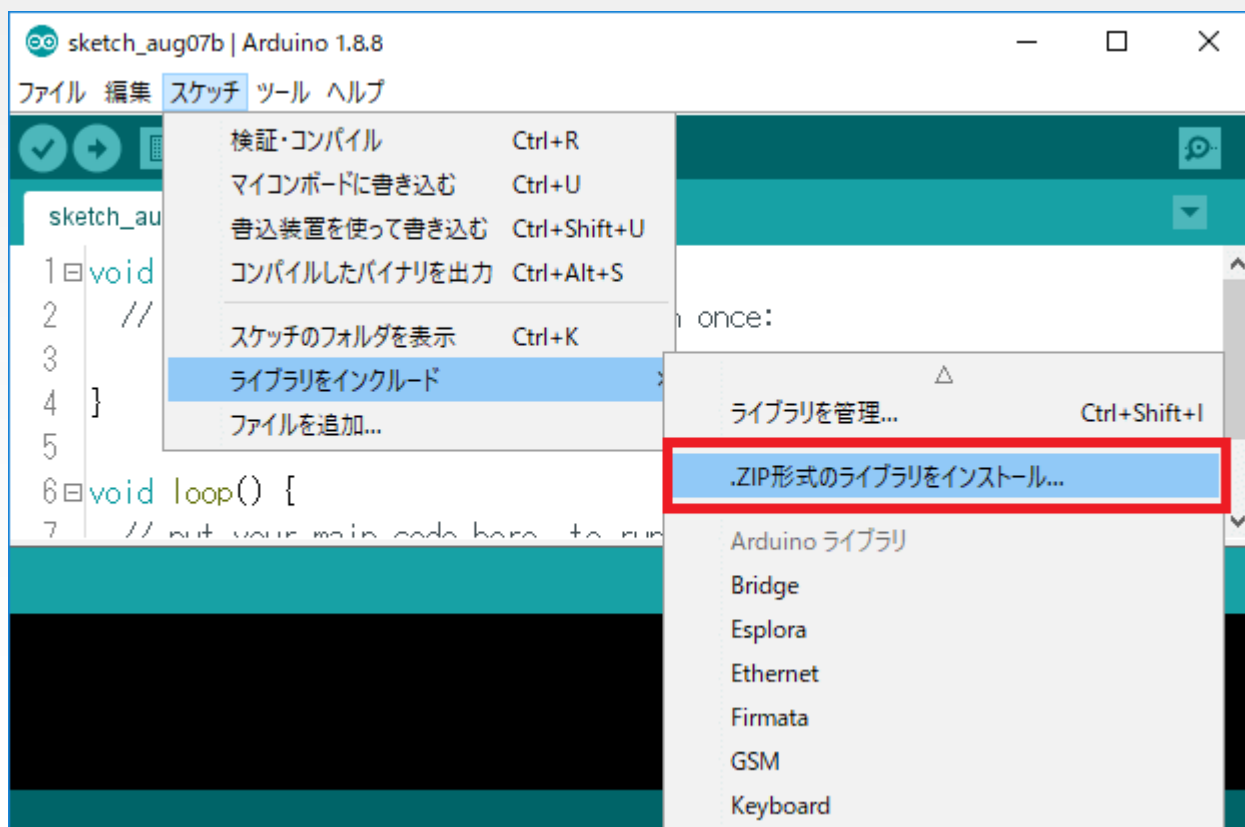 sketch_aug07b | Arduino 1.8.8
ファイル 編集 スケッチ ツール ヘルプ
検証・コンパイル Ctrl+R
マイコンボードに書き込む Ctrl+U
書込装置を使って書き込む Ctrl+Shift+U
コンパイルしたバイナリを出力 Ctrl+Alt+S
スケッチのフォルダを表示 Ctrl+K
ライブラリをインクルード
ファイルを追加...
ライブラリを管理... Ctrl+Shift+I
.ZIP形式のライブラリをインストール...
Arduino ライブラリ
Bridge
Esplora
Ethernet
Firmata
GSM
Keyboard
sketch_au
1 void
2 // once:
3
4 }
5
6 void loop() {
7 // put your main code here, to run